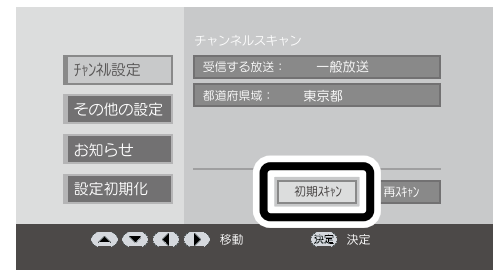 チャンネルスキャン
ﾁｬﾝﾈﾙ設定
受信する放送： 一般放送
その他の設定
都道府県域： 東京都
お知らせ
設定初期化
初期ｽｷｬﾝ
再ｽｷｬﾝ
移動 決定 決定